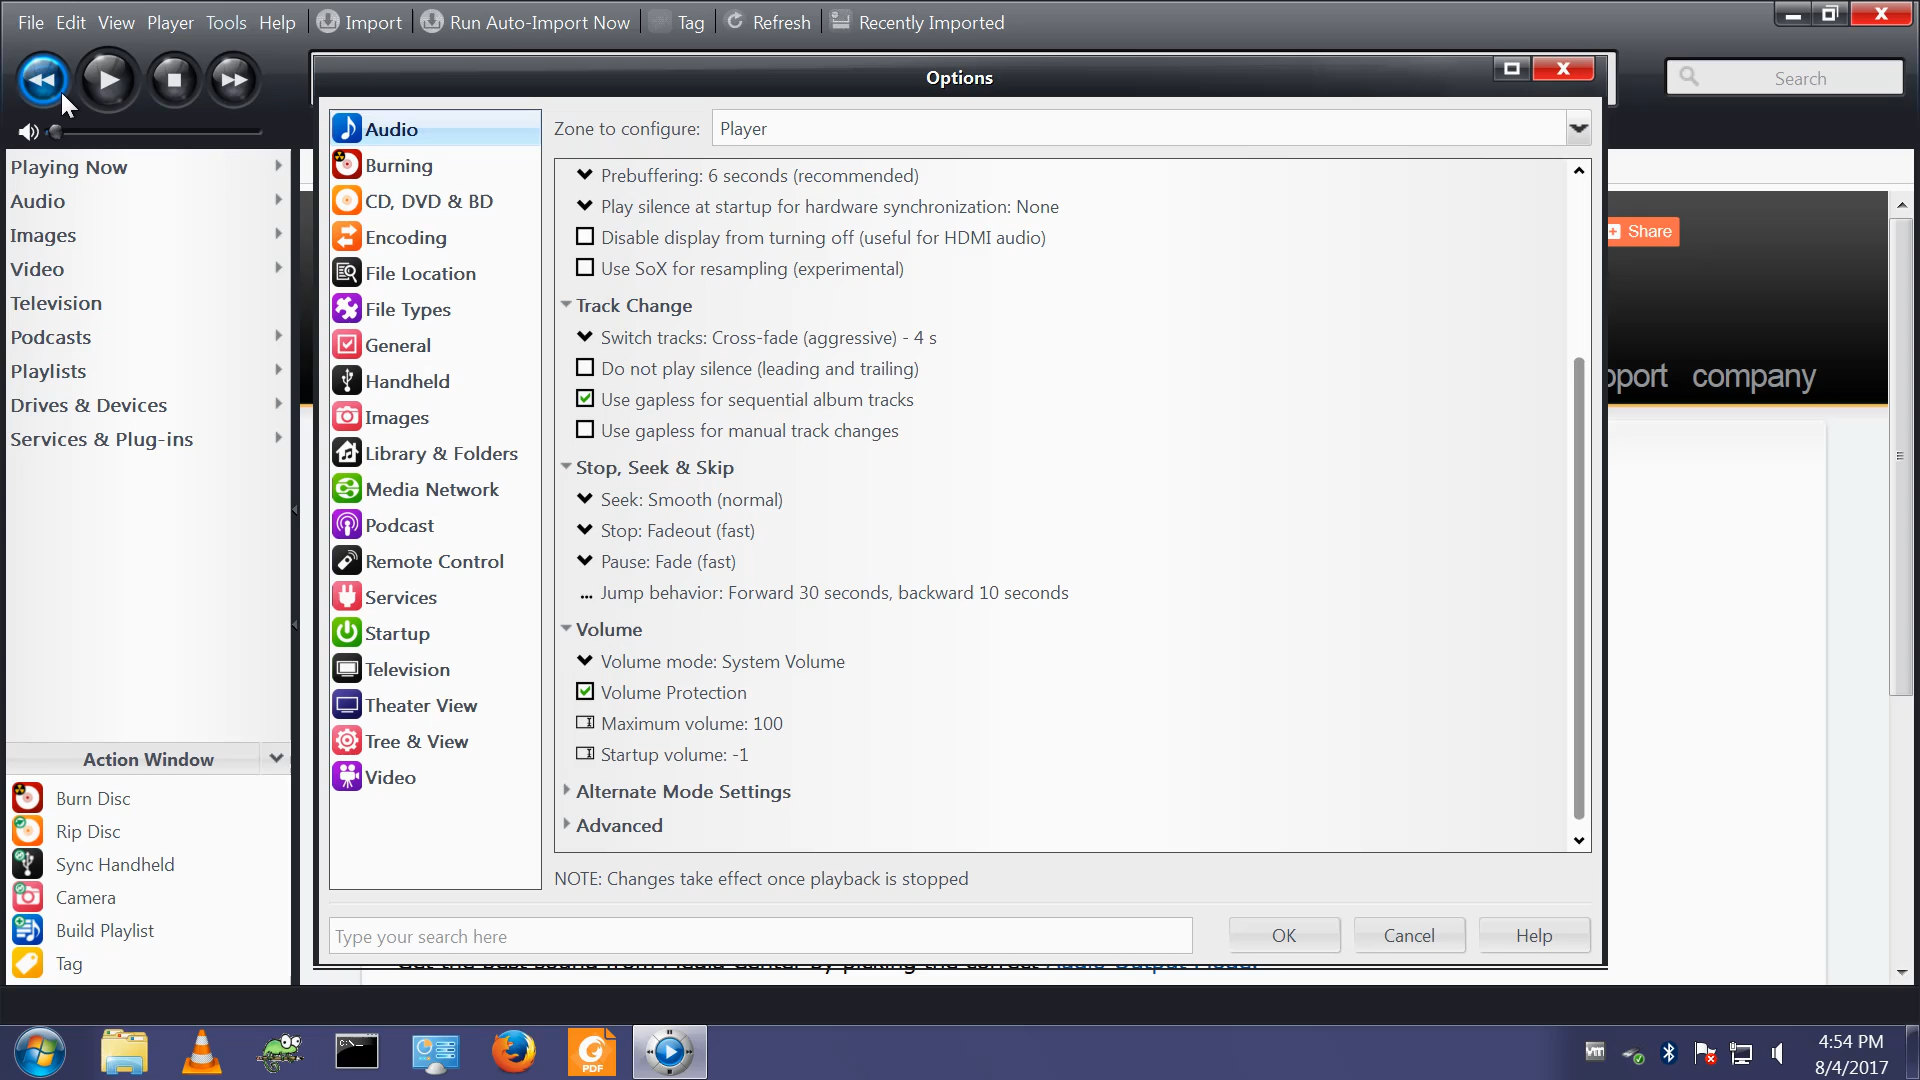 File Edit View Player Tools Help Import Run Auto-Import Now Tag Refresh Recently Imported
Options
Search
Playing Now
Audio
Images
Video
Television
Podcasts
Playlists
Drives & Devices
Services & Plug-ins
Action Window
Burn Disc
Rip Disc
Sync Handheld
Camera
Build Playlist
Tag
Audio
Burning
CD, DVD & BD
Encoding
File Location
File Types
General
Handheld
Images
Library & Folders
Media Network
Podcast
Remote Control
Services
Startup
Television
Theater View
Tree & View
Video
Zone to configure: Player
Prebuffering: 6 seconds (recommended)
Play silence at startup for hardware synchronization: None
Disable display from turning off (useful for HDMI audio)
Use SoX for resampling (experimental)
Track Change
Switch tracks: Cross-fade (aggressive) - 4 s
Do not play silence (leading and trailing)
Use gapless for sequential album tracks
Use gapless for manual track changes
Stop, Seek & Skip
Seek: Smooth (normal)
Stop: Fadeout (fast)
Pause: Fade (fast)
... Jump behavior: Forward 30 seconds, backward 10 seconds
Volume
Volume mode: System Volume
Volume Protection
Maximum volume: 100
Startup volume: -1
Alternate Mode Settings
Advanced
NOTE: Changes take effect once playback is stopped
Type your search here
OK Cancel Help
Share
pport company
PDF
4:54 PM
8/4/2017